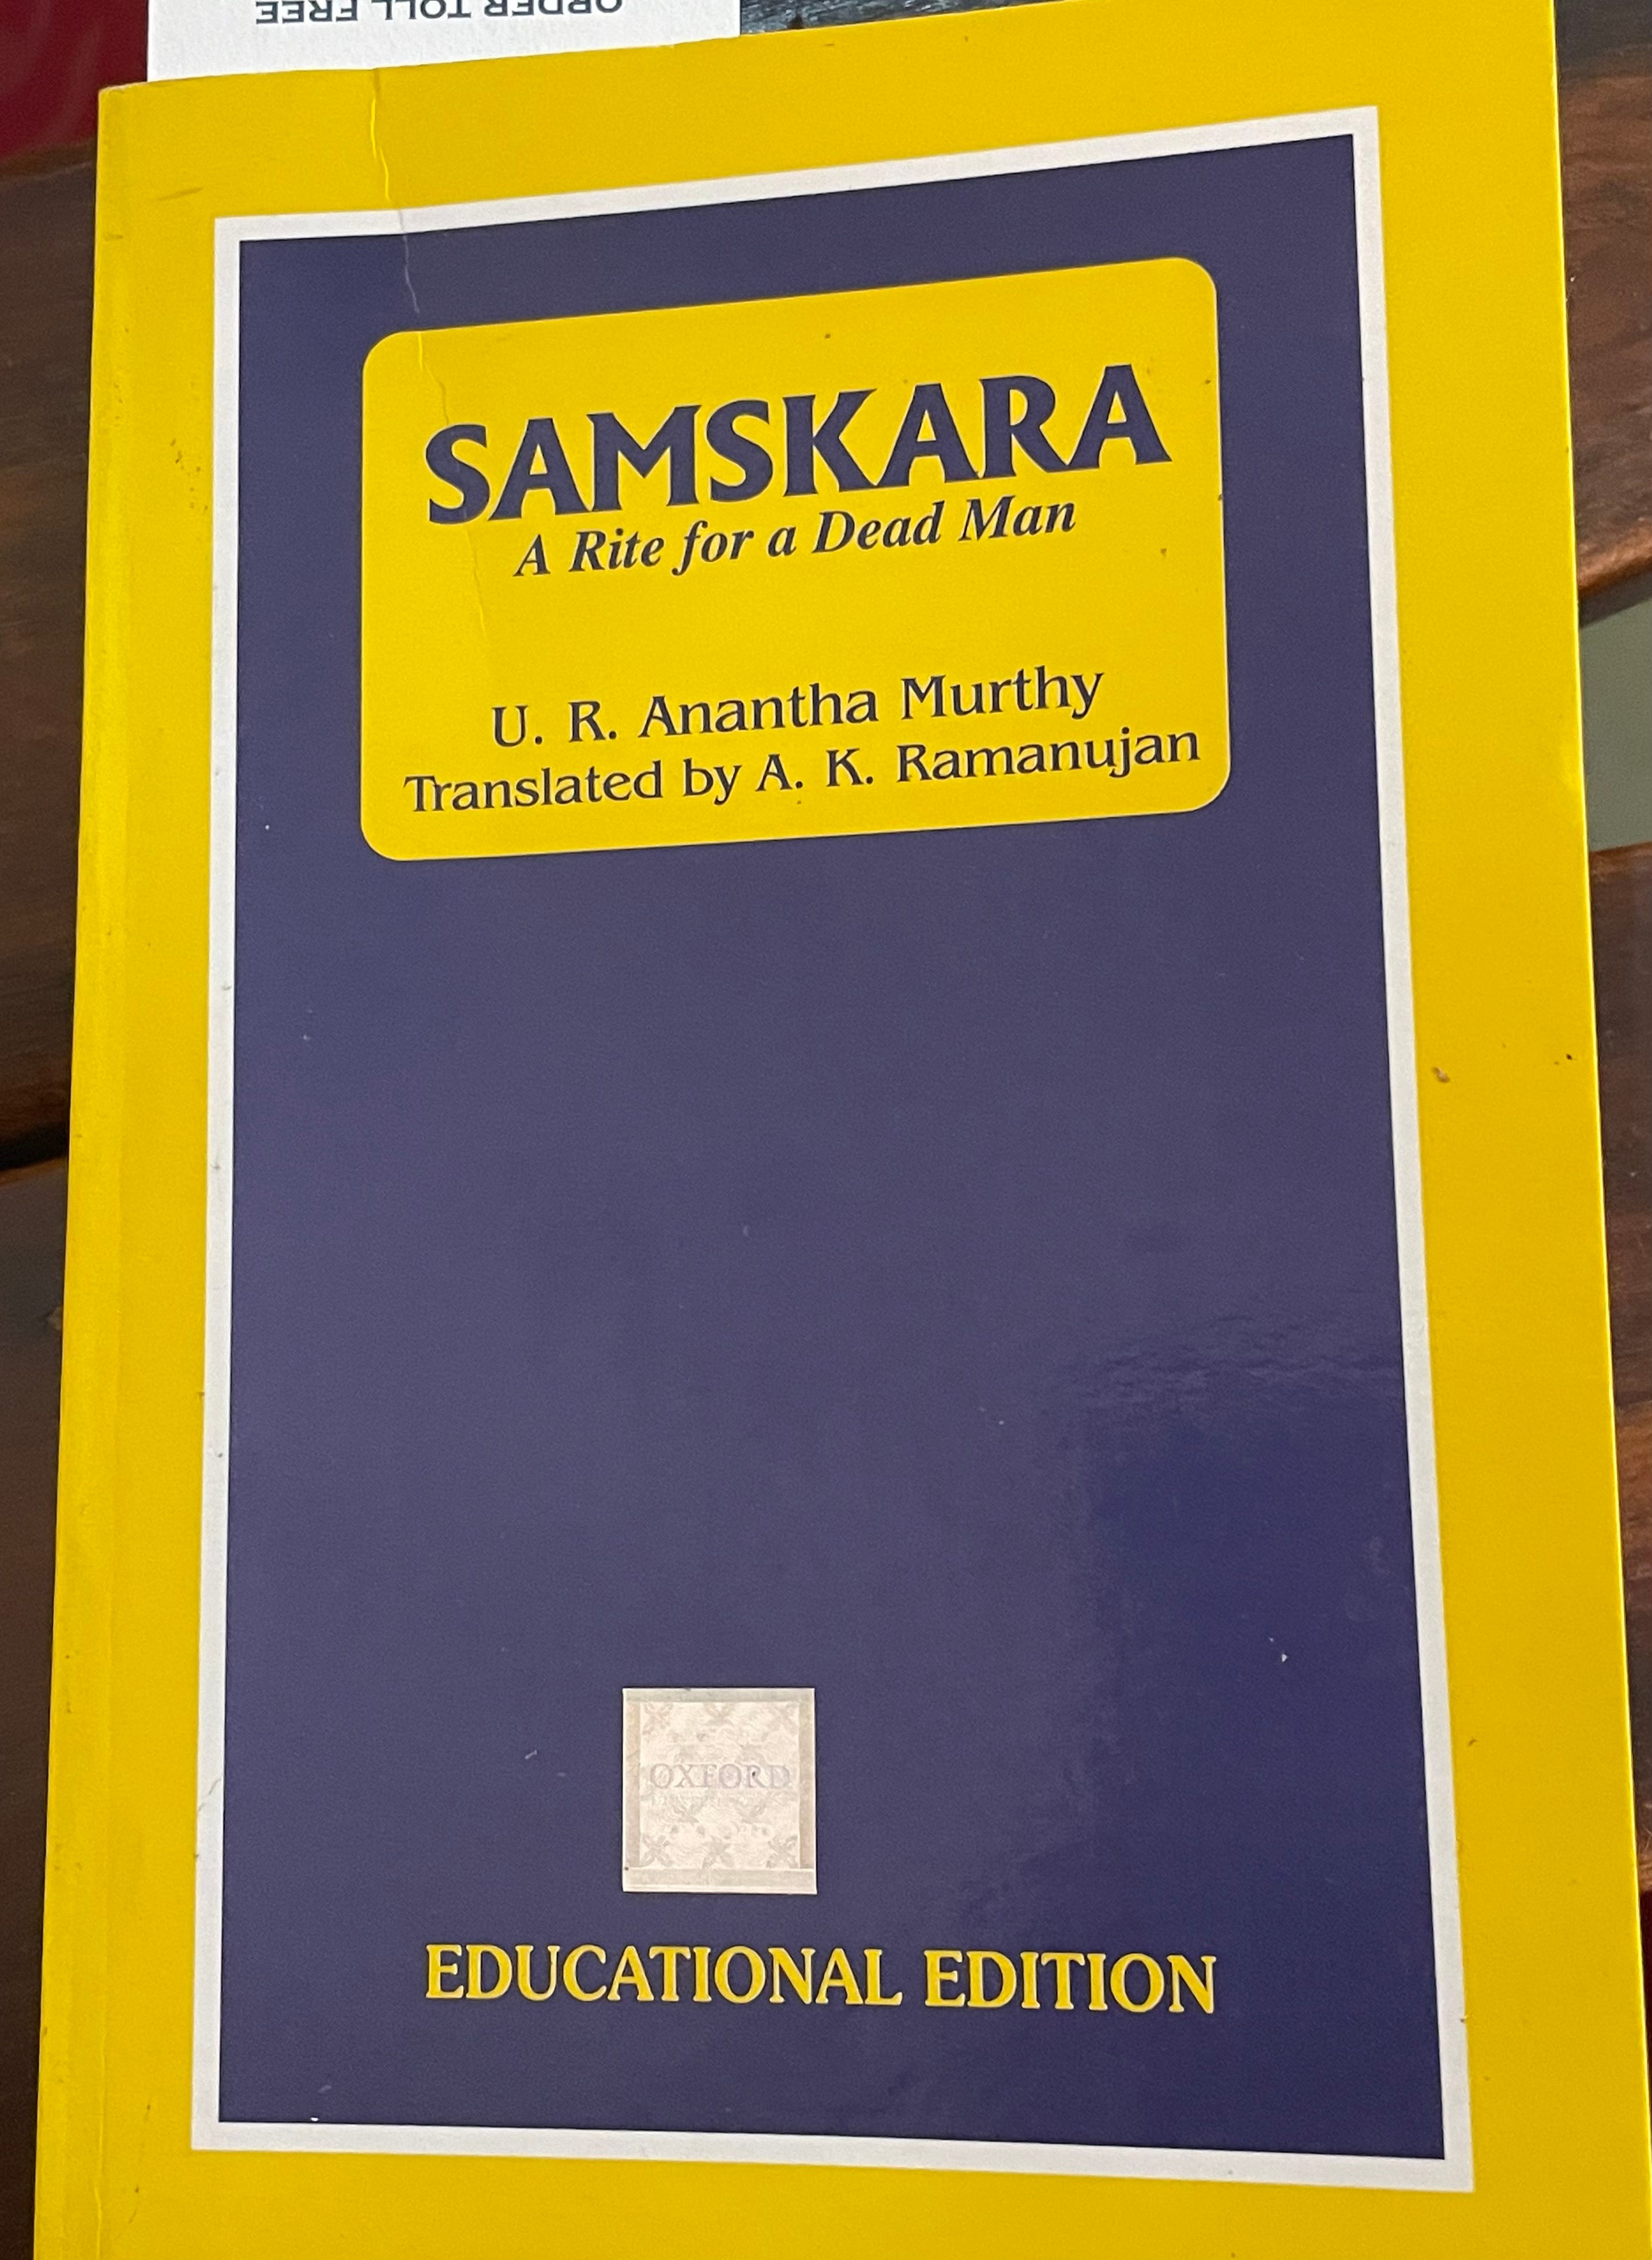 ORDER TOLL FREE
SAMSKARA
A Rite for a Dead Man
U. R. Anantha Murthy
Translated by A. K. Ramanujan
OXFORD
EDUCATIONAL EDITION